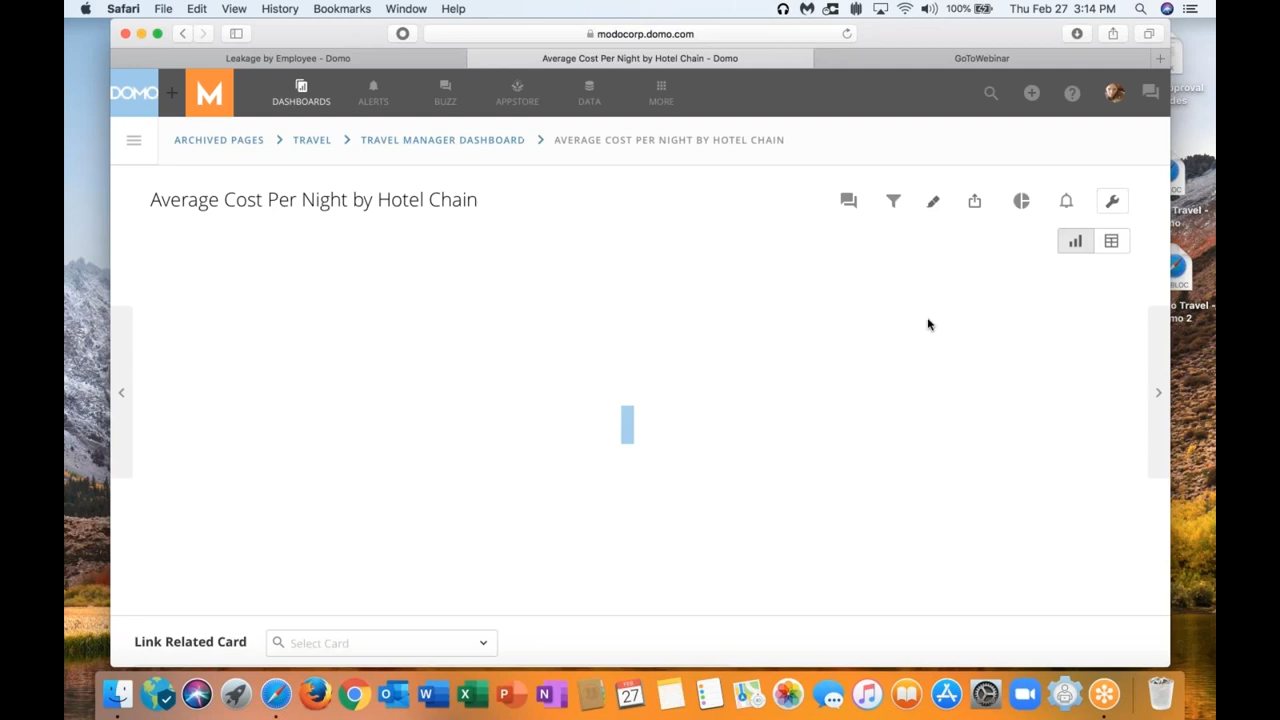 Safari File Edit View History Bookmarks Window Help 100% Thu Feb 27 3:14 PM
modocorp.domo.com
Leakage by Employee - Domo Average Cost Per Night by Hotel Chain - Domo GoToWebinar
DOMO M DASHBOARDS ALERTS BUZZ APPSTORE DATA MORE
ARCHIVED PAGES > TRAVEL > TRAVEL MANAGER DASHBOARD > AVERAGE COST PER NIGHT BY HOTEL CHAIN
Average Cost Per Night by Hotel Chain
Travel -
Travel -
Link Related Card Select Card
FEB
27